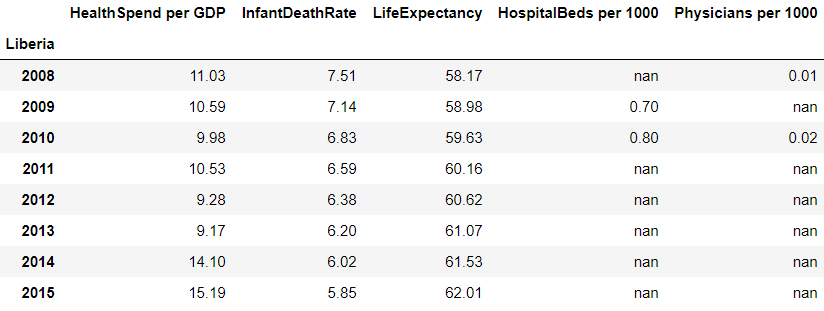 HealthSpend per GDP InfantDeathRate LifeExpectancy HospitalBeds per 1000 Physicians per 1000
Liberia
2008 11.03 7.51 58.17 nan 0.01
2009 10.59 7.14 58.98 0.70 nan
2010 9.98 6.83 59.63 0.80 0.02
2011 10.53 6.59 60.16 nan nan
2012 9.28 6.38 60.62 nan nan
2013 9.17 6.20 61.07 nan nan
2014 14.10 6.02 61.53 nan nan
2015 15.19 5.85 62.01 nan nan